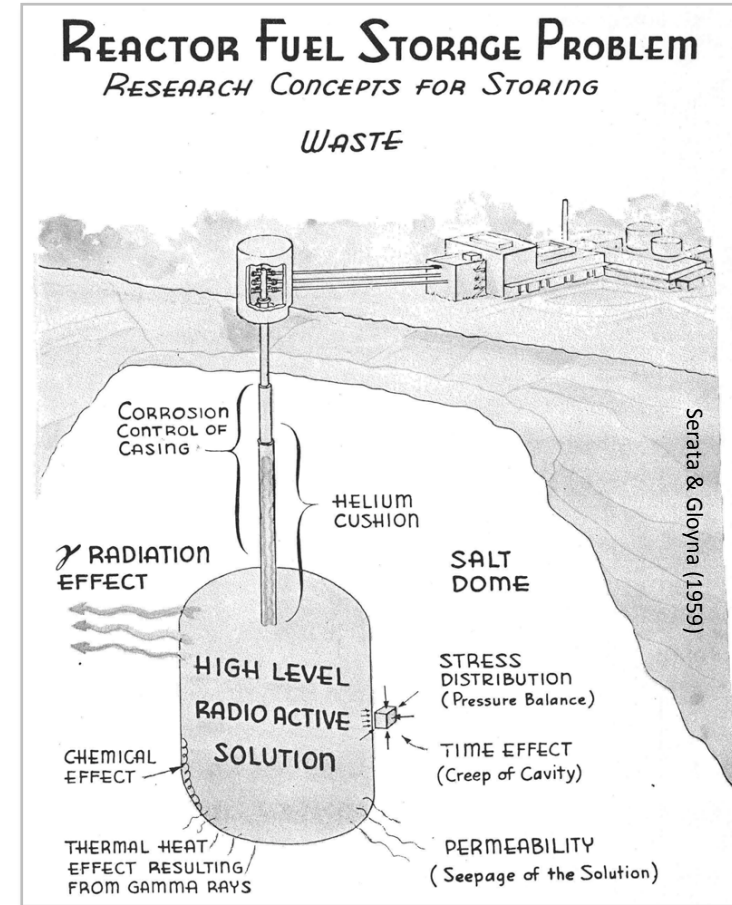 REACTOR FUEL STORAGE PROBLEM
RESEARCH CONCEPTS FOR STORING
WASTE
CORROSION
CONTROL OF
CASING
HELIUM
CUSHION
γ RADIATION
EFFECT
SALT
DOME
Serata & Gloyna (1959)
HIGH LEVEL
RADIOACTIVE
SOLUTION
STRESS
DISTRIBUTION
(Pressure Balance)
TIME EFFECT
(Creep of Cavity)
CHEMICAL
EFFECT
THERMAL HEAT
EFFECT RESULTING
FROM GAMMA RAYS
PERMEABILITY
(Seepage of the Solution)